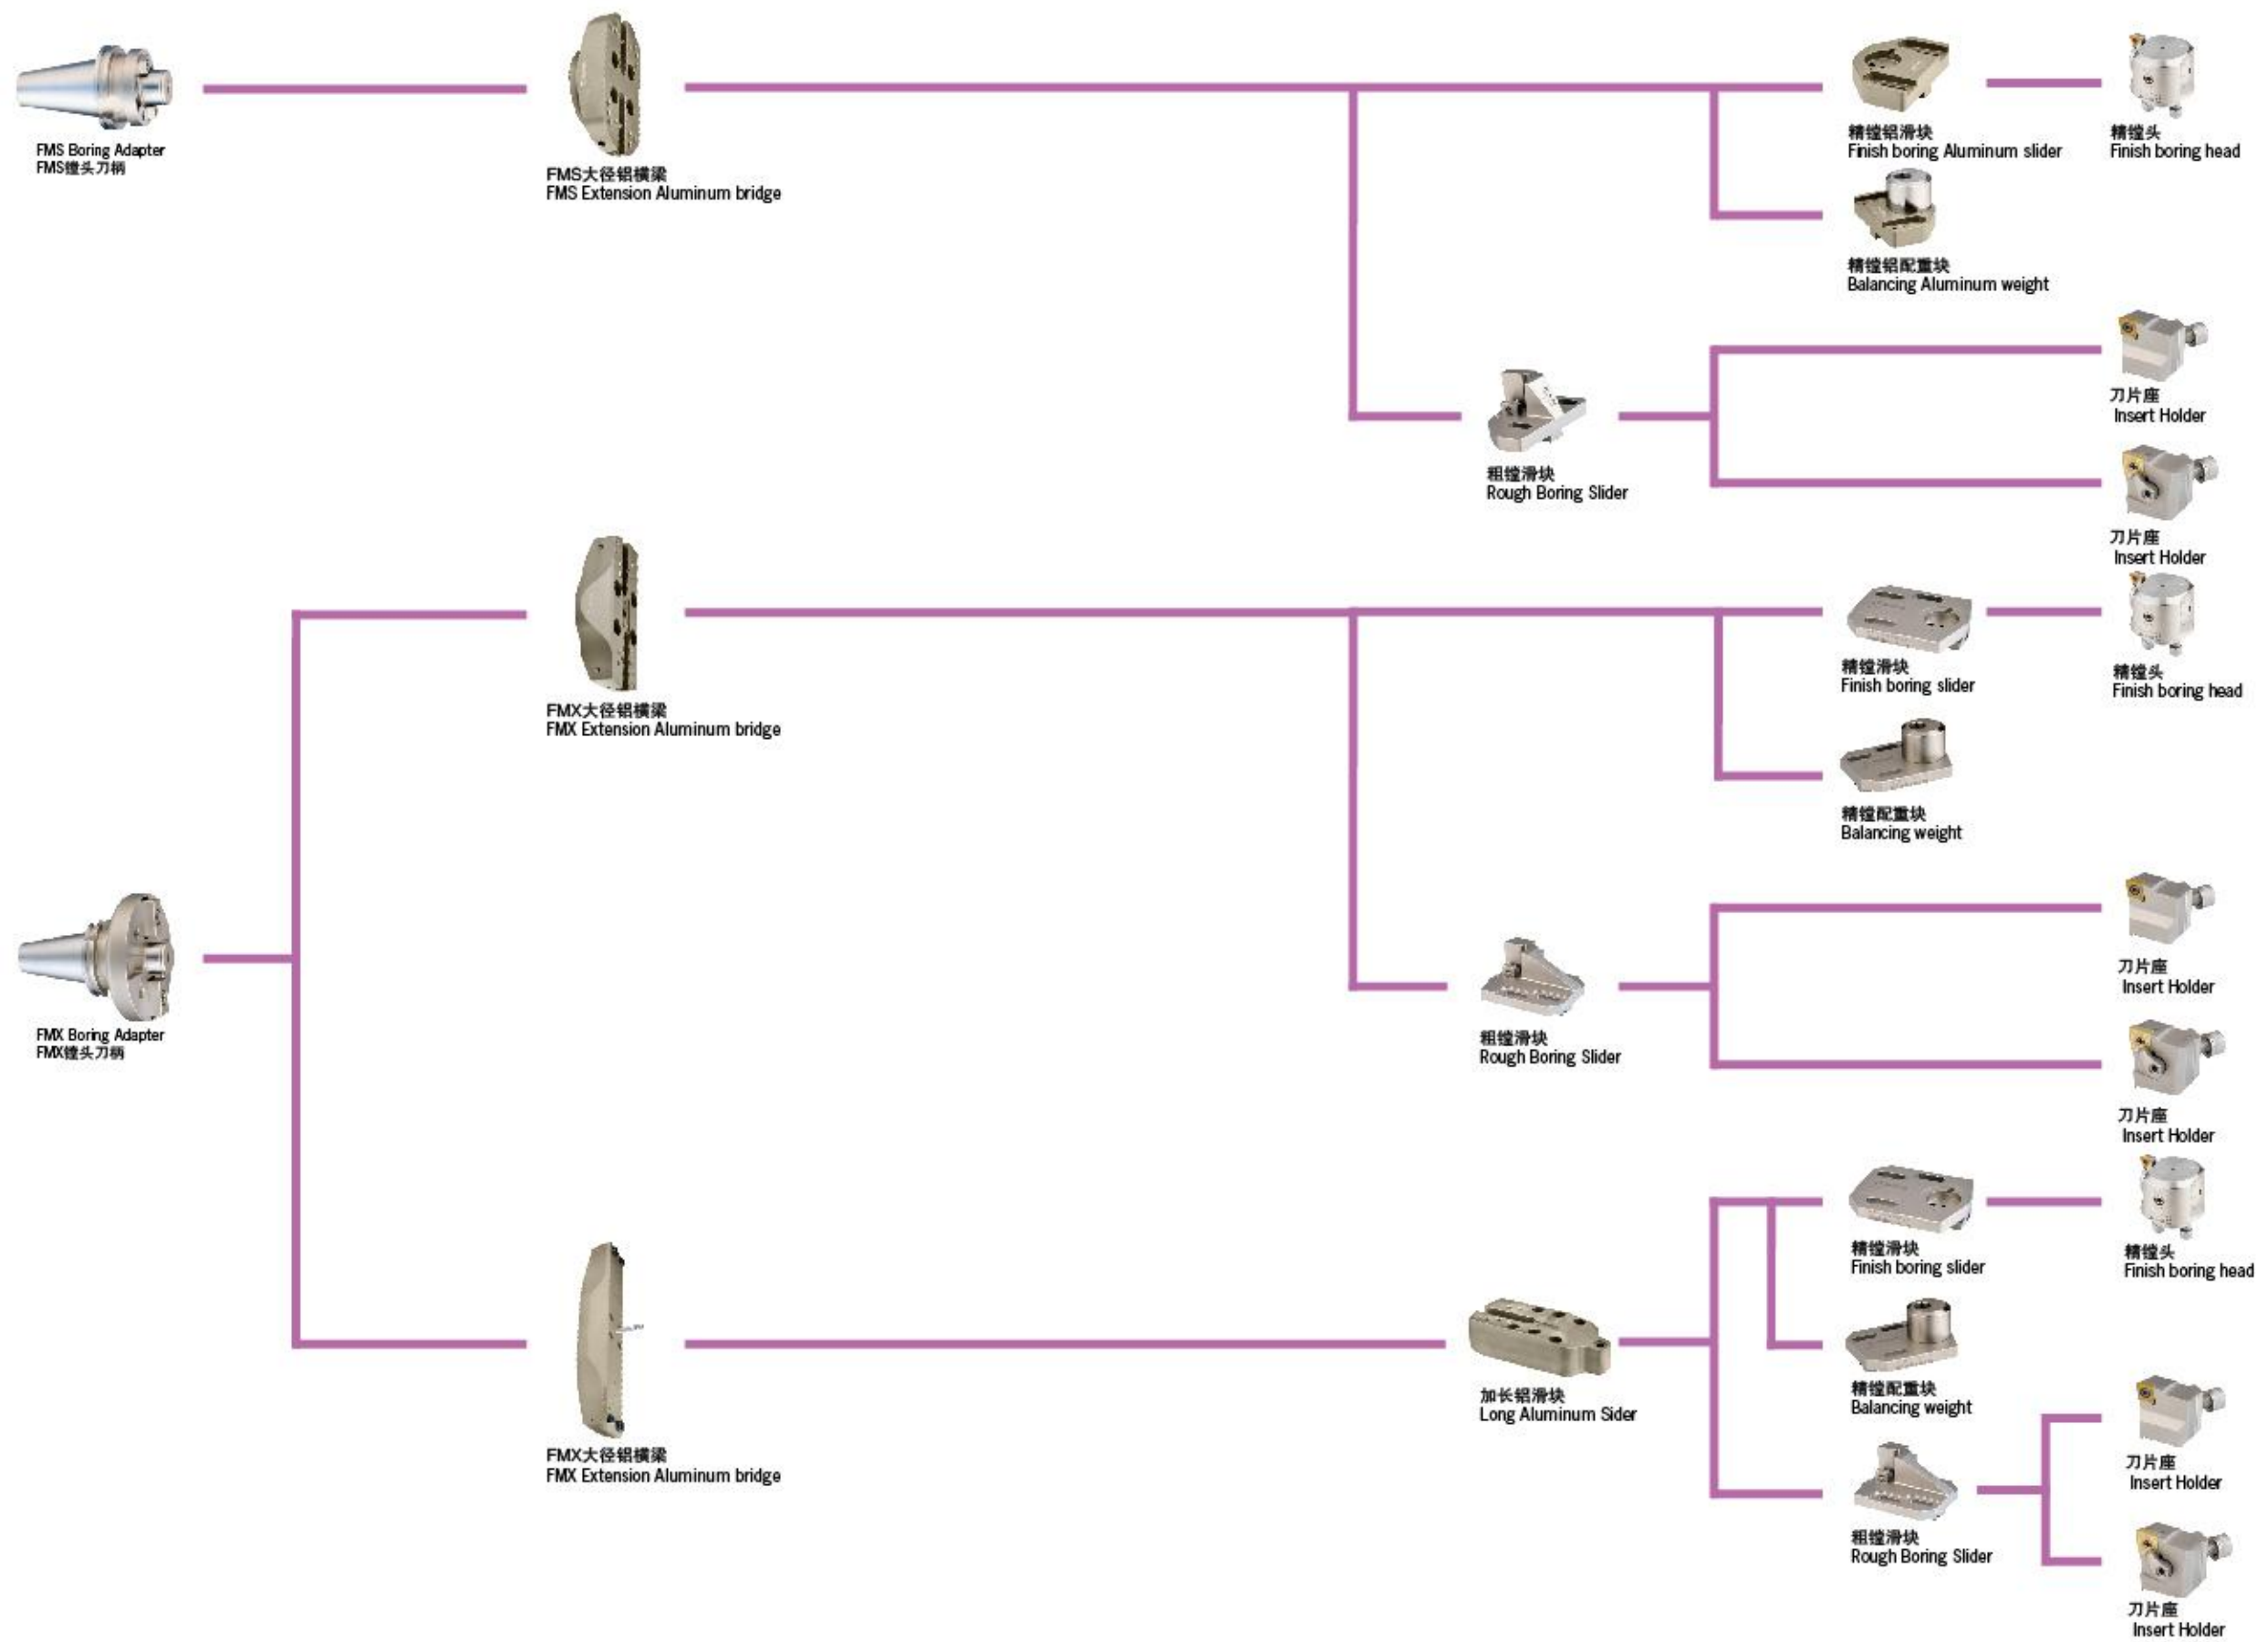 FMS Boring Adapter
FMS镗头刀柄
FMS大径铝横梁
FMS Extension Aluminum bridge
精镗铝滑块
Finish boring Aluminum slider
精镗头
Finish boring head
精镗铝配重块
Balancing Aluminum weight
刀片座
Insert Holder
粗镗滑块
Rough Boring Slider
刀片座
Insert Holder
FMX大径铝横梁
FMX Extension Aluminum bridge
精镗滑块
Finish boring slider
精镗头
Finish boring head
精镗配重块
Balancing weight
刀片座
Insert Holder
FMX Boring Adapter
FMX镗头刀柄
粗镗滑块
Rough Boring Slider
刀片座
Insert Holder
精镗滑块
Finish boring slider
精镗头
Finish boring head
加长铝滑块
Long Aluminum Sider
精镗配重块
Balancing weight
FMX大径铝横梁
FMX Extension Aluminum bridge
刀片座
Insert Holder
粗镗滑块
Rough Boring Slider
刀片座
Insert Holder